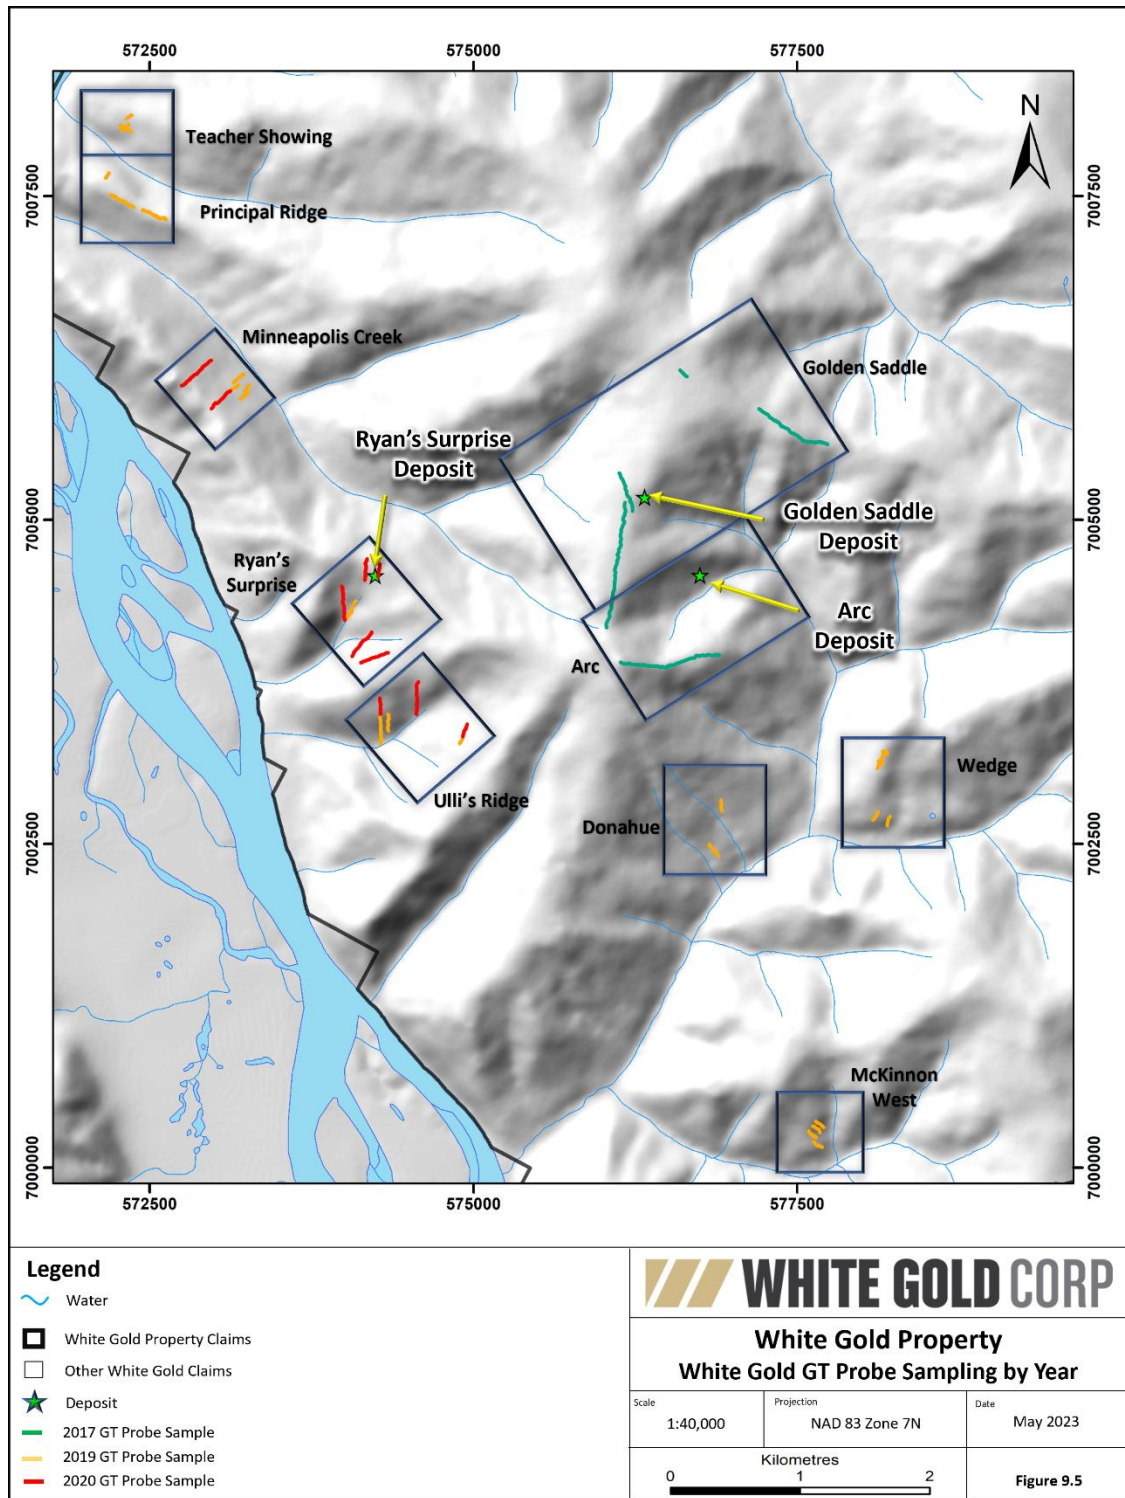 572500
575000
577500
N
Teacher Showing
7007500
7007500
Principal Ridge
Minneapolis Creek
Golden Saddle
Ryan's Surprise
Deposit
Golden Saddle
Deposit
7005000
7005000
Ryan's
Surprise
Arc
Deposit
Arc
Wedge
Ulli's Ridge
Donahue
7002500
7002500
McKinnon
West
7000000
7000000
572500
575000
577500
Legend
Water
White Gold Property Claims
Other White Gold Claims
Deposit
2017 GT Probe Sample
2019 GT Probe Sample
2020 GT Probe Sample
WHITE GOLD CORP
White Gold Property
White Gold GT Probe Sampling by Year
Scale
1:40,000
Projection
NAD 83 Zone 7N
Date
May 2023
Kilometres
0 1 2
Figure 9.5